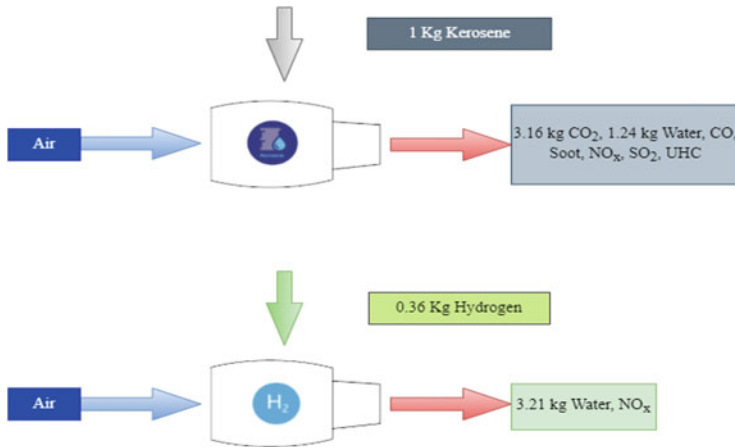 1 Kg Kerosene
Air
3.16 kg CO₂, 1.24 kg Water, CO,
Soot, NOₓ, SO₂, UHC
0.36 Kg Hydrogen
Air
H₂
3.21 kg Water, NOₓ